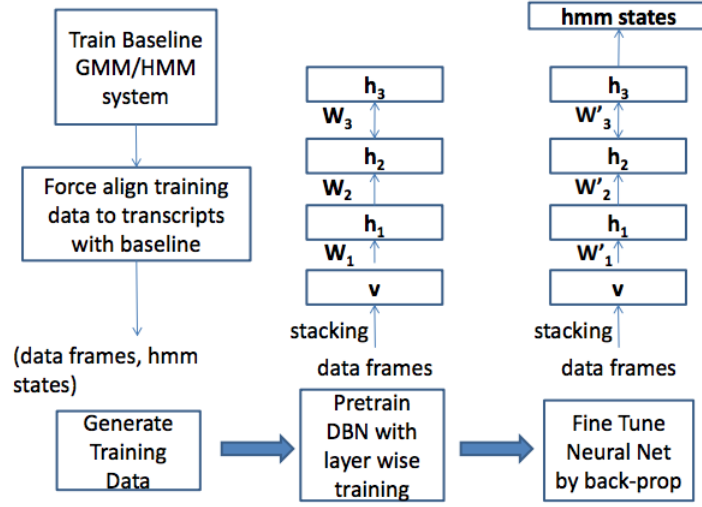 Train Baseline
GMM/HMM
system
Force align training
data to transcripts
with baseline
(data frames, hmm
states)
Generate
Training
Data
h₃
W₃
h₂
W₂
h₁
W₁
v
stacking
data frames
Pretrain
DBN with
layer wise
training
hmm states
h₃
W'₃
h₂
W'₂
h₁
W'₁
v
stacking
data frames
Fine Tune
Neural Net
by back-prop